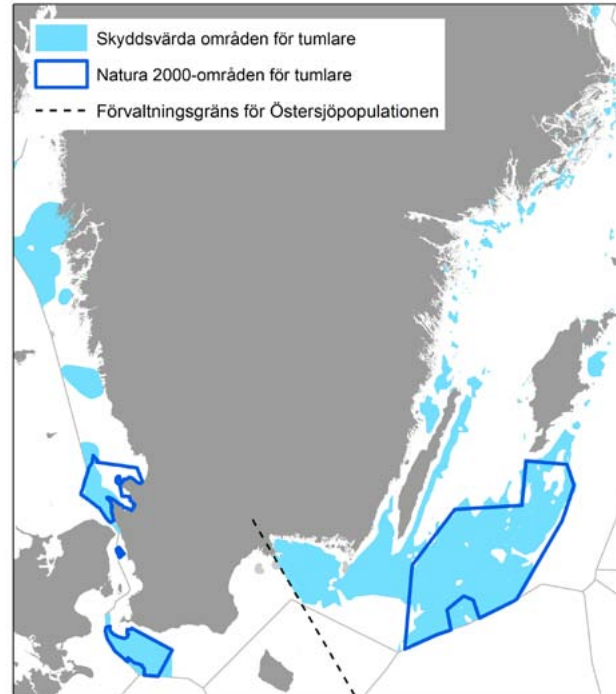 Skyddsvärda områden för tumlare
Natura 2000-områden för tumlare
Förvaltningsgräns för Östersjöpopulationen